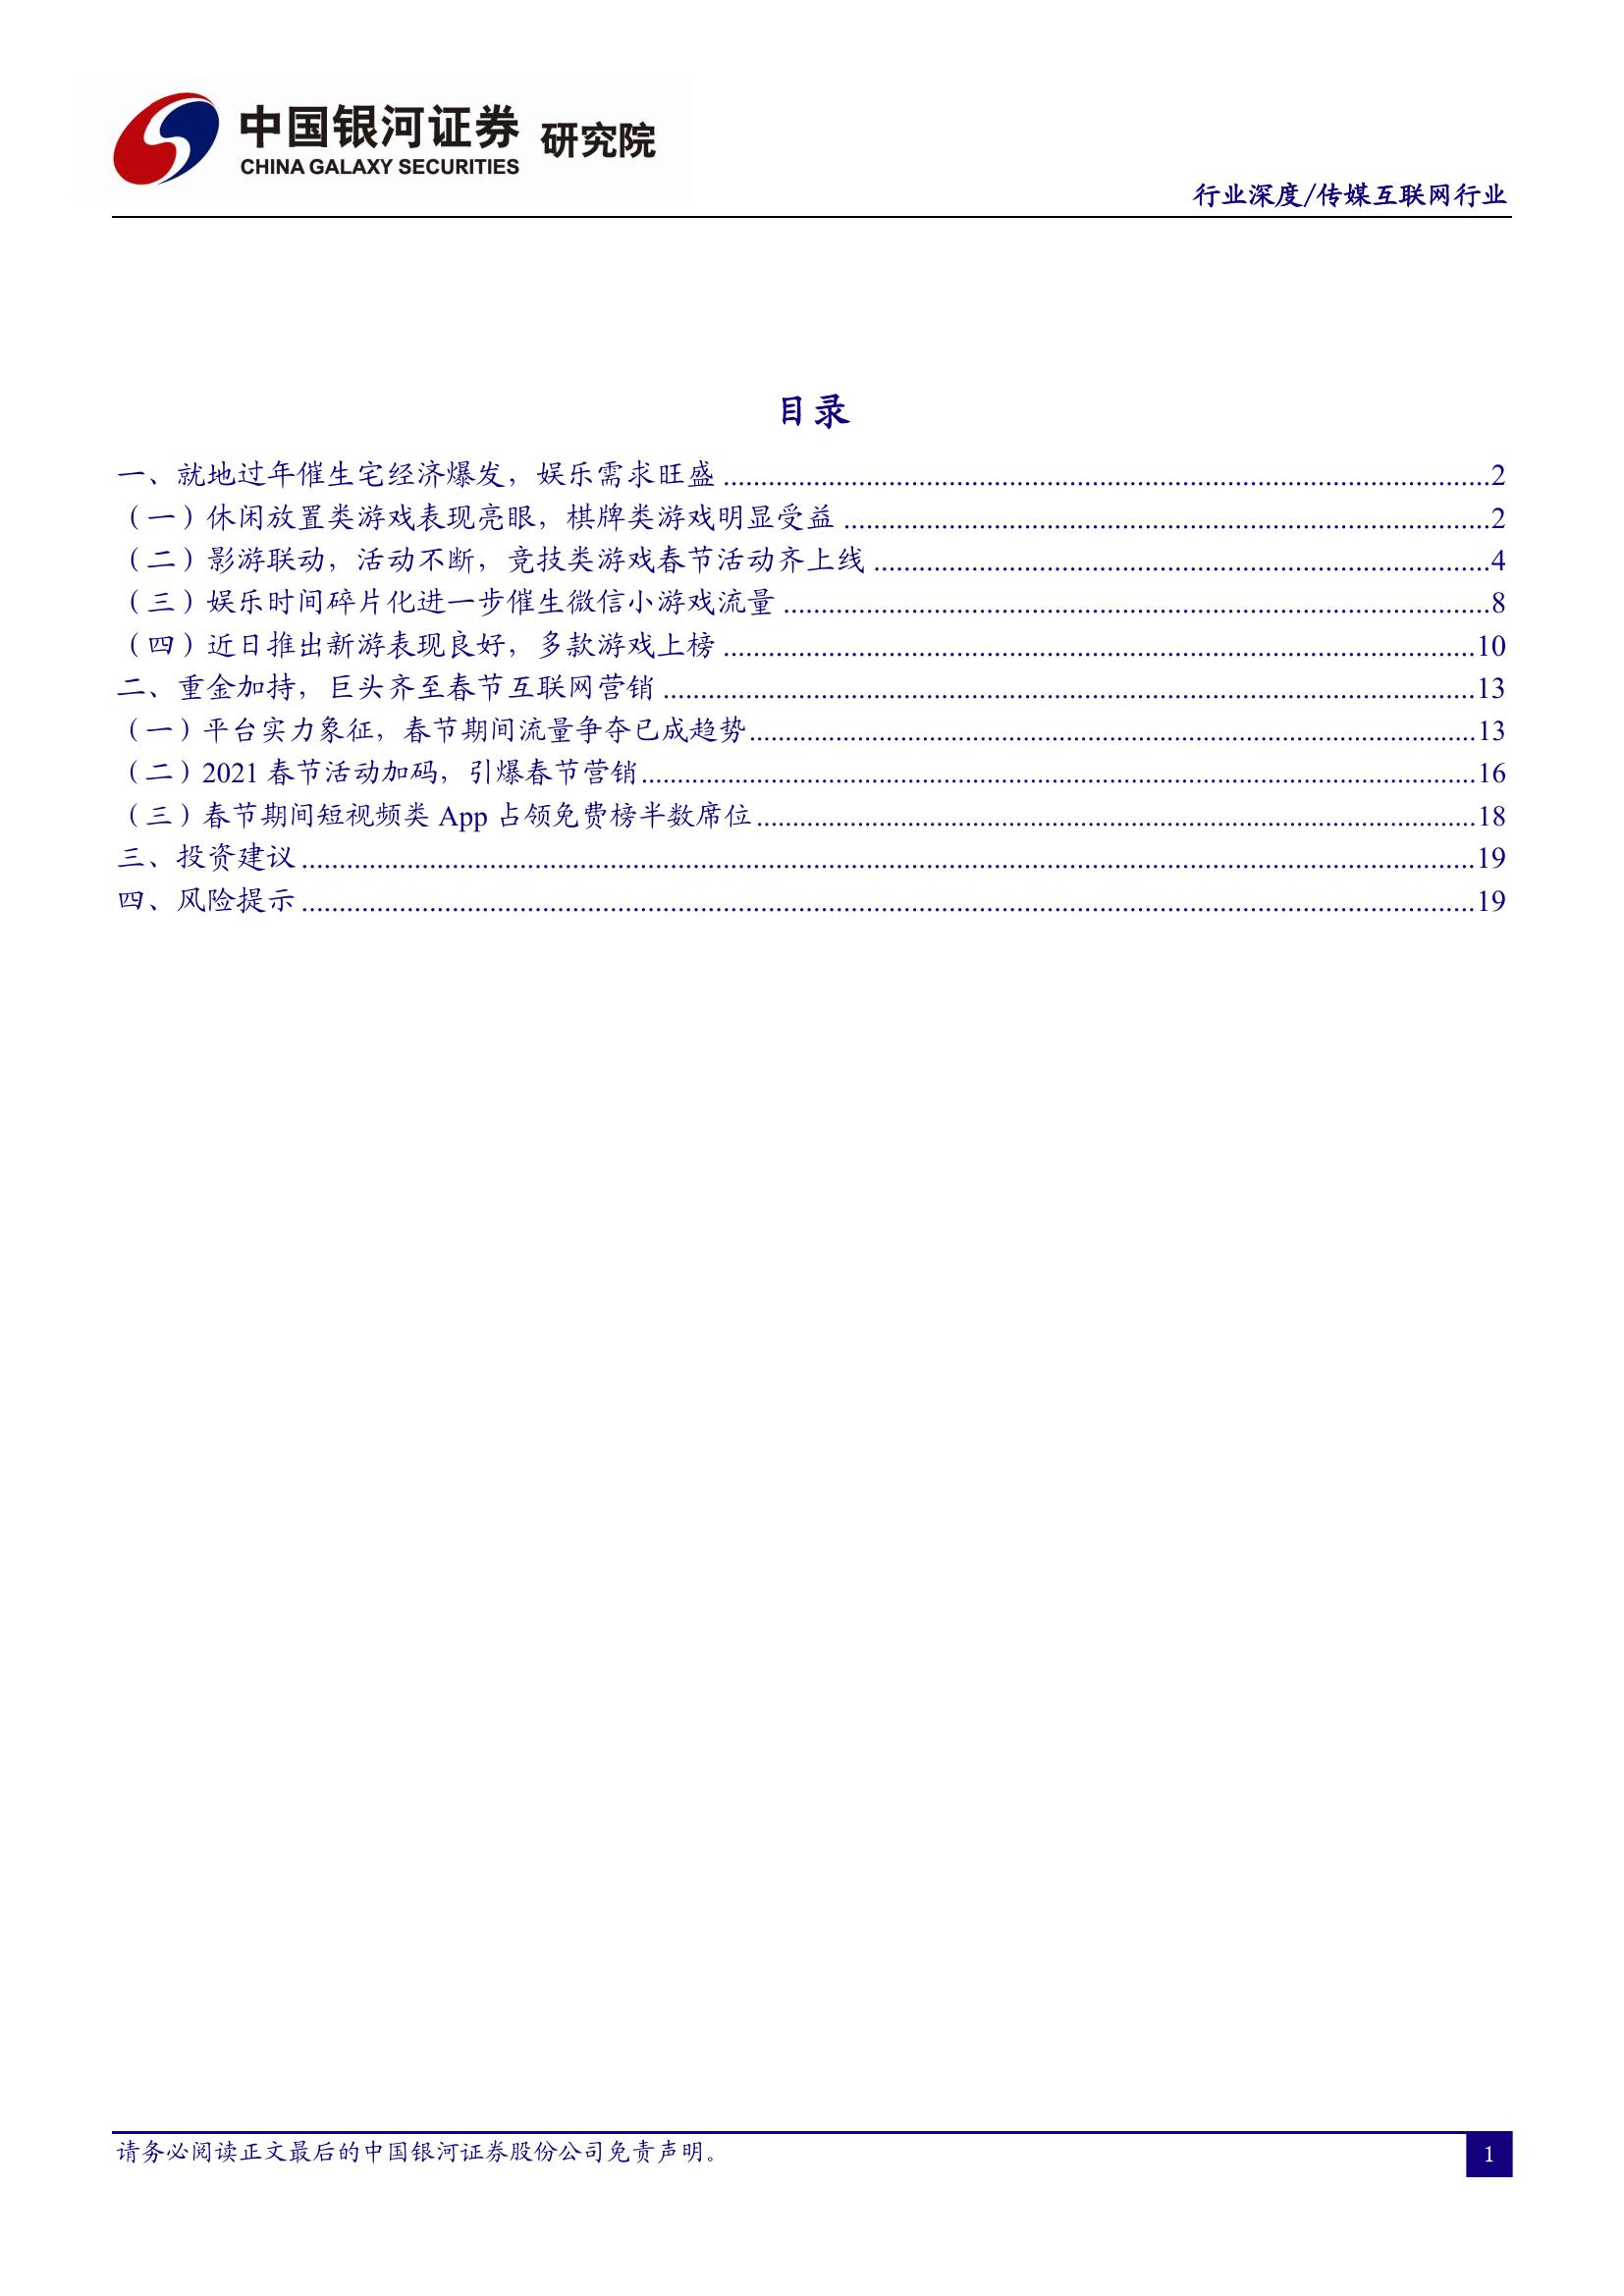 中国银河证券 研究院
CHINA GALAXY SECURITIES
行业深度/传媒互联网行业
目录
一、就地过年催生宅经济爆发，娱乐需求旺盛........2
（一）休闲放置类游戏表现亮眼，棋牌类游戏明显受益........2
（二）影游联动，活动不断，竞技类游戏春节活动齐上线........4
（三）娱乐时间碎片化进一步催生微信小游戏流量........8
（四）近日推出新游表现良好，多款游戏上榜........10
二、重金加持，巨头齐至春节互联网营销........13
（一）平台实力象征，春节期间流量争夺已成趋势........13
（二）2021 春节活动加码，引爆春节营销........16
（三）春节期间短视频类 App 占领免费榜半数席位........18
三、投资建议........19
四、风险提示........19
请务必阅读正文最后的中国银河证券股份公司免责声明。
1